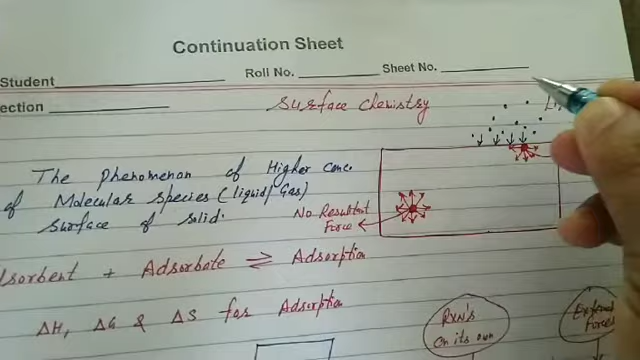 Continuation Sheet
Student
Roll No.
Sheet No.
ection
Surface Chemistry
The Phenomenon of Higher conc.
of Molecular Species (liquid/Gas)
Surface of solid.
No Resultant
Force
dsorbent + Adsorbate ⇌ Adsorption
ΔH, ΔG & ΔS for Adsorption
RXN's
On its own
External
Forces